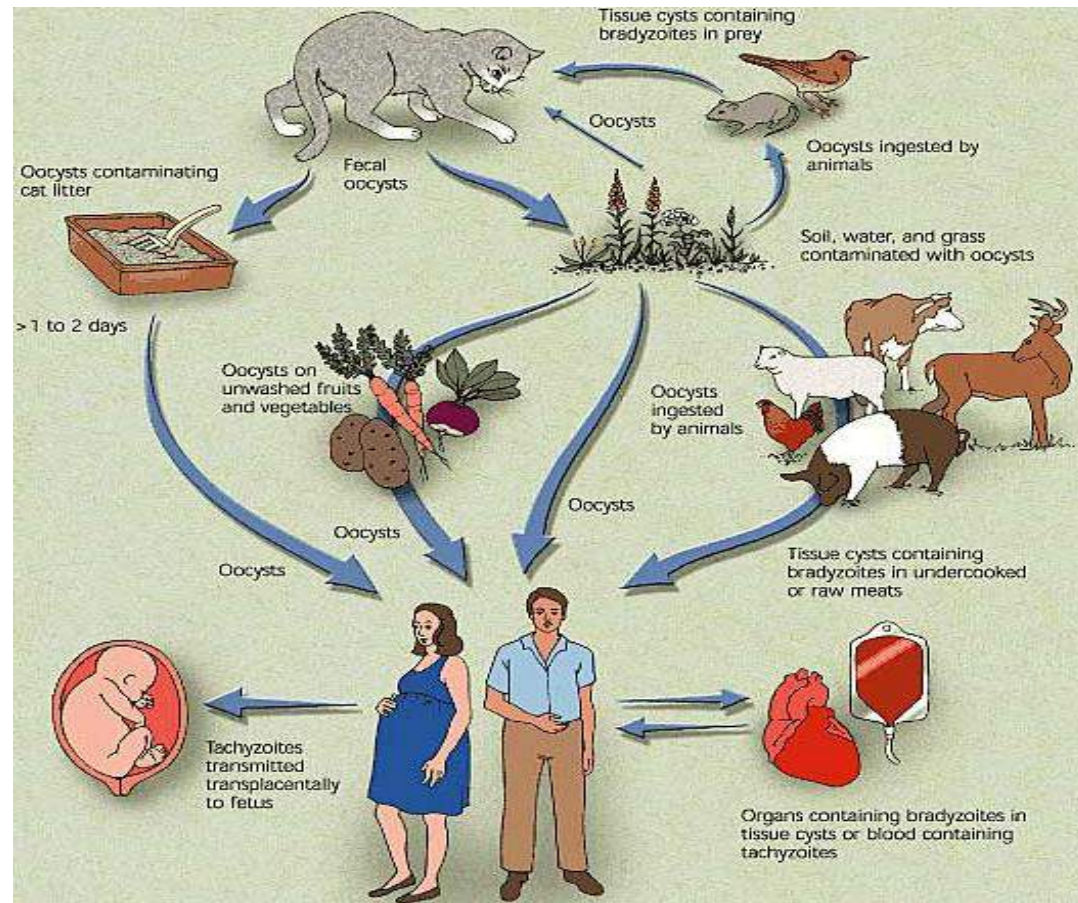 Tissue cysts containing
bradyzoites in prey
Oocysts
Oocysts ingested by
animals
Fecal
oocysts
Oocysts contaminating
cat litter
Soil, water, and grass
contaminated with oocysts
>1 to 2 days
Oocysts on
unwashed fruits
and vegetables
Oocysts
ingested
by animals
Oocysts
Oocysts
Oocysts
Tissue cysts containing
bradyzoites in undercooked
or raw meats
Tachyzoites
transmitted
transplacentally
to fetus
Organs containing bradyzoites in
tissue cysts or blood containing
tachyzoites